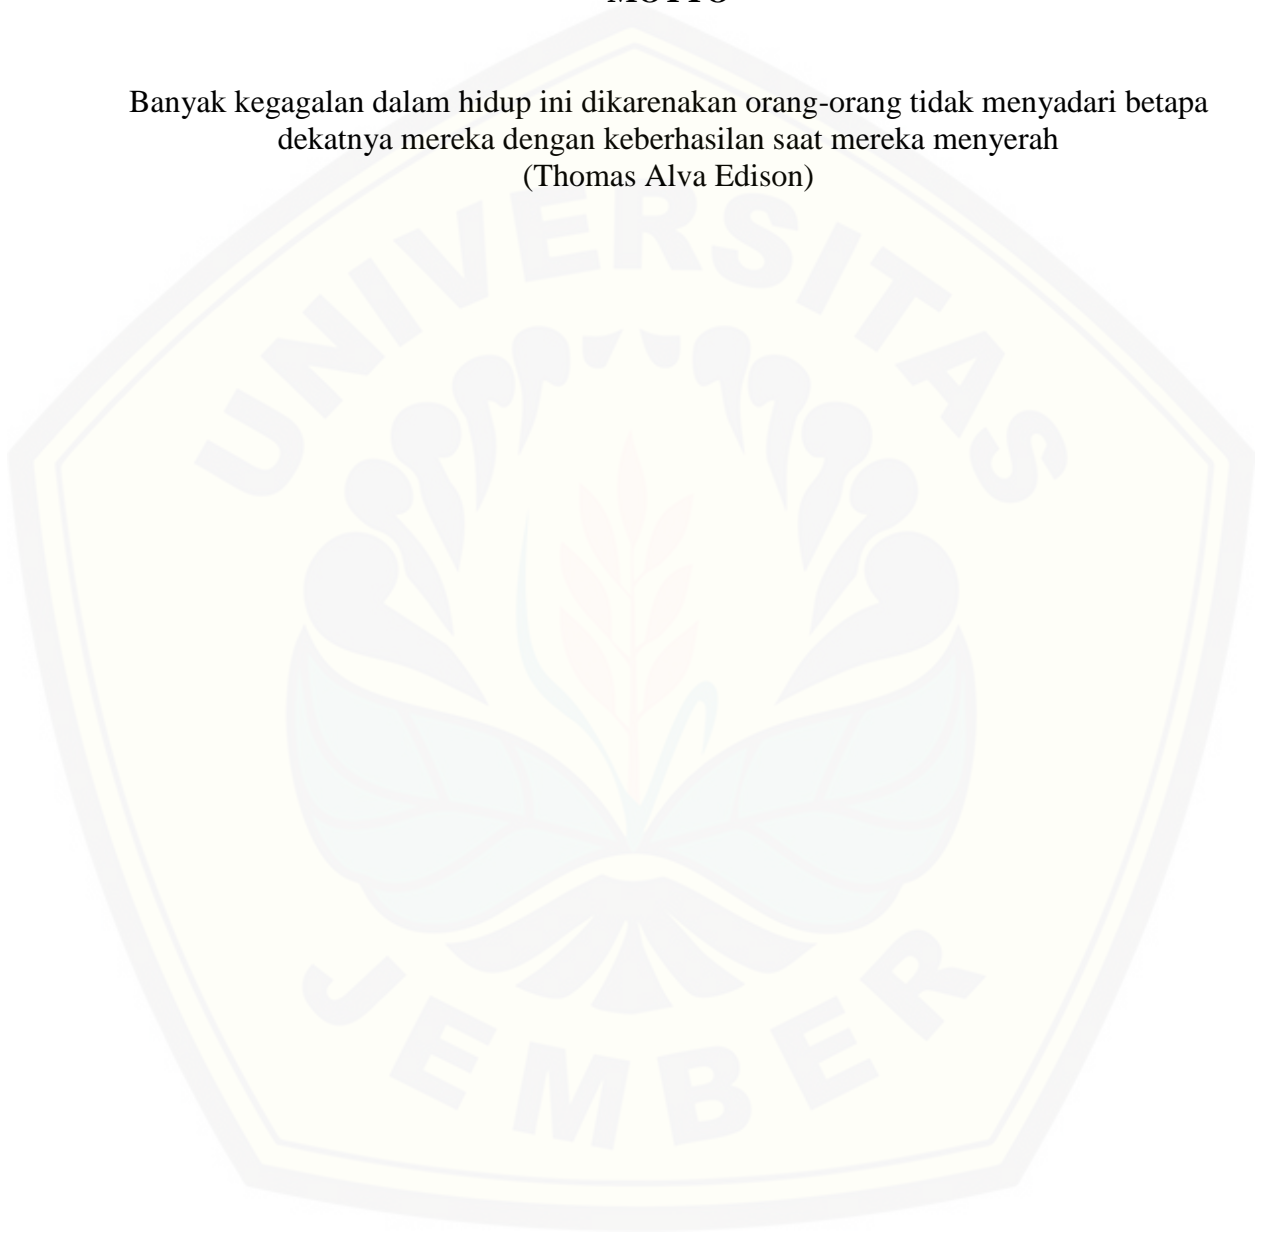 MOTTO
Banyak kegagalan dalam hidup ini dikarenakan orang-orang tidak menyadari betapa
dekatnya mereka dengan keberhasilan saat mereka menyerah
(Thomas Alva Edison)
UNIVERSITAS
JEMBER